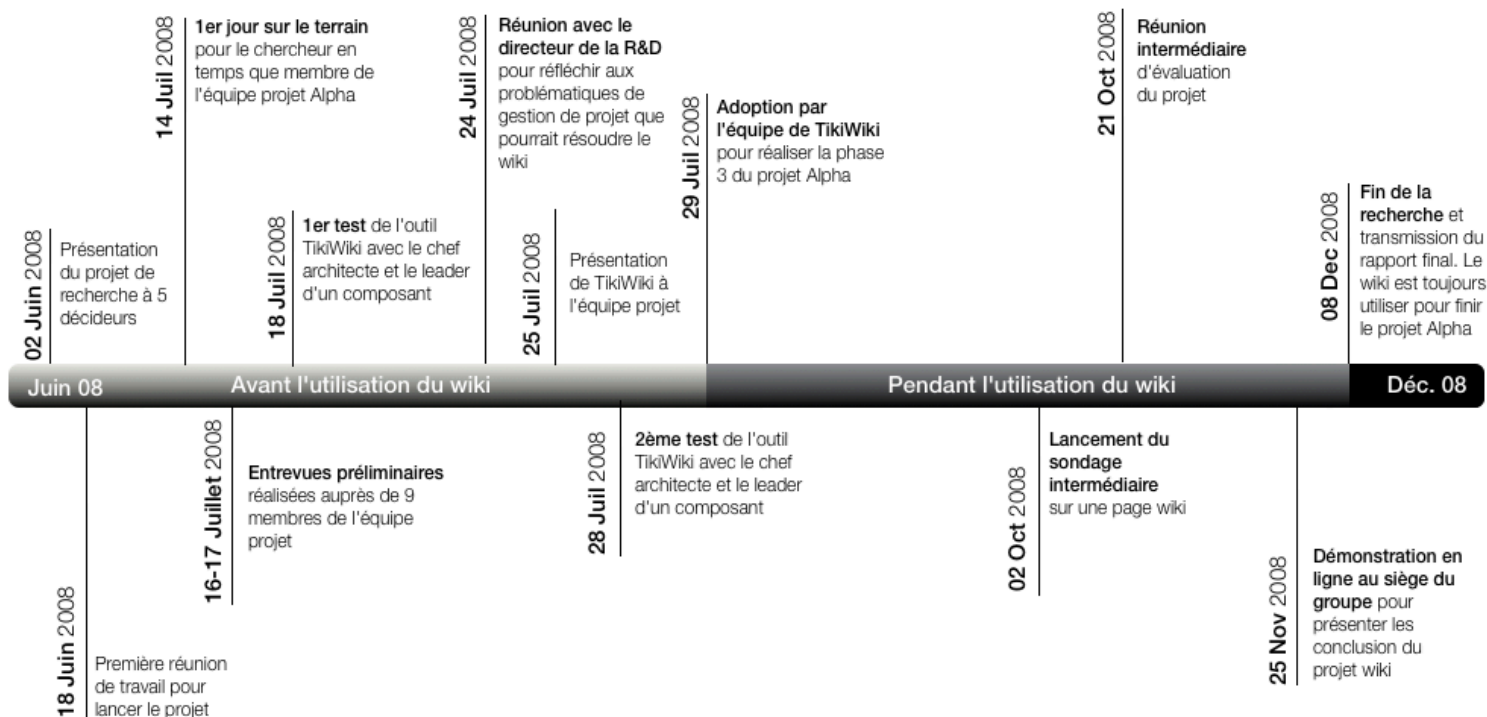 02 Juin 2008
Présentation
du projet de
recherche à 5
décideurs
14 Juil 2008
1er jour sur le terrain
pour le chercheur en
temps que membre de
l'équipe projet Alpha
18 Juil 2008
1er test de l'outil
TikiWiki avec le chef
architecte et le leader
d'un composant
24 Juil 2008
Réunion avec le
directeur de la R&D
pour réfléchir aux
problématiques de
gestion de projet que
pourrait résoudre le
wiki
25 Juil 2008
Présentation
de TikiWiki à
l'équipe projet
29 Juil 2008
Adoption par
l'équipe de TikiWiki
pour réaliser la phase
3 du projet Alpha
21 Oct 2008
Réunion
intermédiaire
d'évaluation
du projet
08 Dec 2008
Fin de la
recherche et
transmission du
rapport final. Le
wiki est toujours
utiliser pour finir
le projet Alpha
Juin 08
Avant l'utilisation du wiki
Pendant l'utilisation du wiki
Déc. 08
18 Juin 2008
Première réunion
de travail pour
lancer le projet
16-17 Juillet 2008
Entrevues préliminaires
réalisées auprès de 9
membres de l'équipe
projet
28 Juil 2008
2ème test de l'outil
TikiWiki avec le chef
architecte et le leader
d'un composant
02 Oct 2008
Lancement du
sondage
intermédiaire
sur une page wiki
25 Nov 2008
Démonstration en
ligne au siège du
groupe pour
présenter les
conclusion du
projet wiki